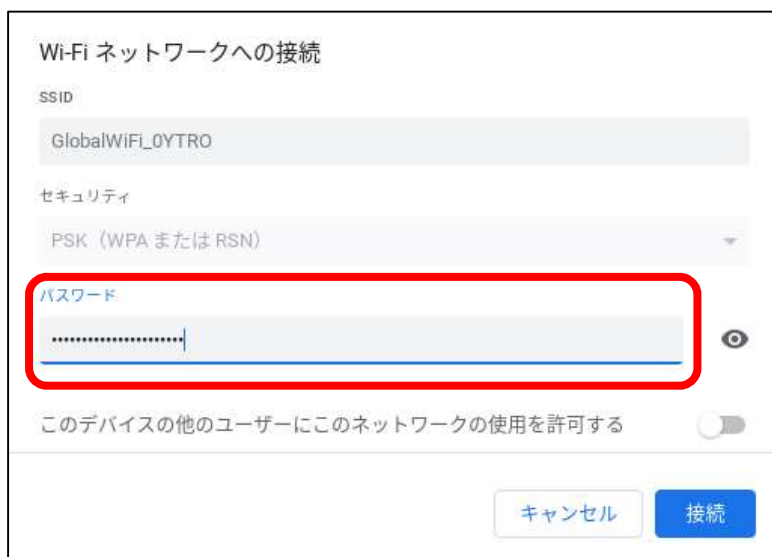 Wi-Fi ネットワークへの接続
SSID
GlobalWiFi_0YTRO
セキュリティ
PSK（WPA または RSN）
パスワード
••••••••••••••••••••••
このデバイスの他のユーザーにこのネットワークの使用を許可する
キャンセル 接続